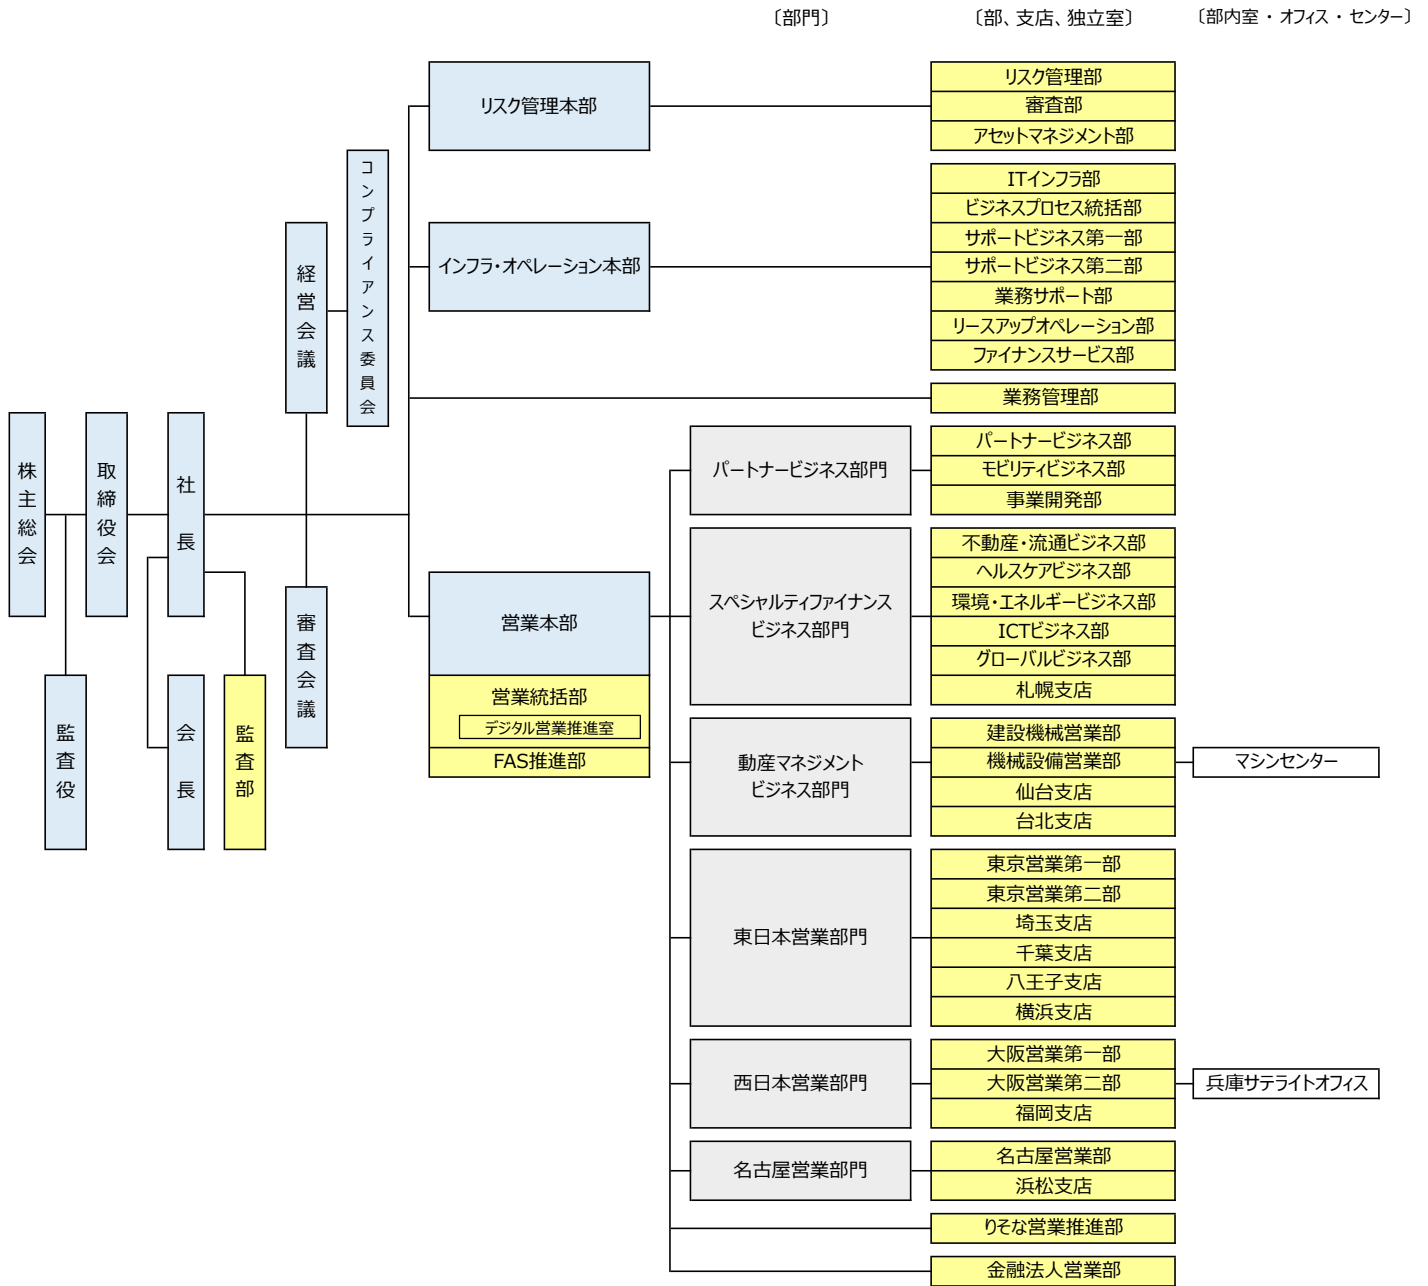 〔部門〕
〔部、支店、独立室〕
〔部内室・オフィス・センター〕
株主総会
監査役
取締役会
社長
会長
監査部
経営会議
コンプライアンス委員会
審査会議
リスク管理本部
リスク管理部
審査部
アセットマネジメント部
インフラ・オペレーション本部
ITインフラ部
ビジネスプロセス統括部
サポートビジネス第一部
サポートビジネス第二部
業務サポート部
リースアップオペレーション部
ファイナンスサービス部
業務管理部
営業本部
営業統括部
デジタル営業推進室
FAS推進部
パートナービジネス部門
パートナービジネス部
モビリティビジネス部
事業開発部
スペシャルティファイナンス
ビジネス部門
不動産・流通ビジネス部
ヘルスケアビジネス部
環境・エネルギービジネス部
ICTビジネス部
グローバルビジネス部
札幌支店
動産マネジメント
ビジネス部門
建設機械営業部
機械設備営業部
マシンセンター
仙台支店
台北支店
東日本営業部門
東京営業第一部
東京営業第二部
埼玉支店
千葉支店
八王子支店
横浜支店
西日本営業部門
大阪営業第一部
大阪営業第二部
兵庫サテライトオフィス
福岡支店
名古屋営業部門
名古屋営業部
浜松支店
りそな営業推進部
金融法人営業部